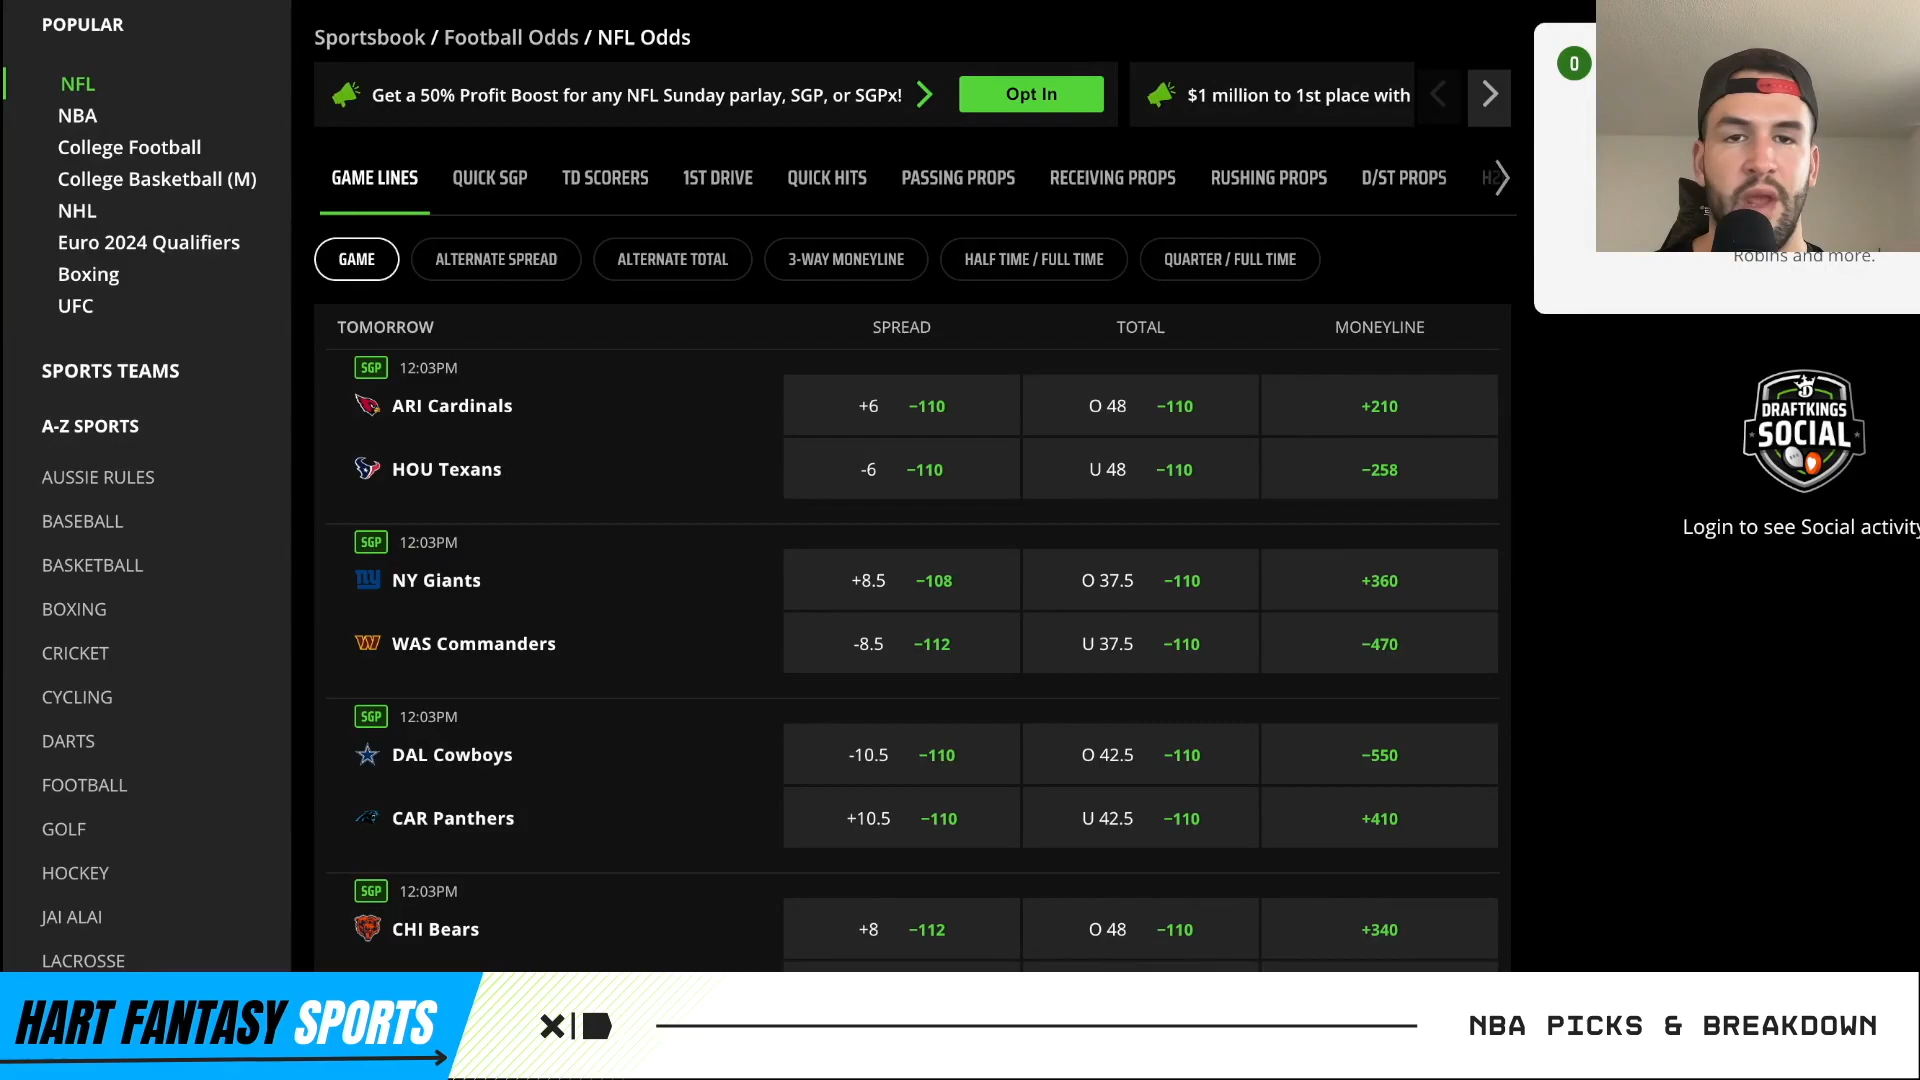 POPULAR
NFL
NBA
College Football
College Basketball (M)
NHL
Euro 2024 Qualifiers
Boxing
UFC
SPORTS TEAMS
A-Z SPORTS
AUSSIE RULES
BASEBALL
BASKETBALL
BOXING
CRICKET
CYCLING
DARTS
FOOTBALL
GOLF
HOCKEY
JAI ALAI
LACROSSE
Sportsbook / Football Odds / NFL Odds
Get a 50% Profit Boost for any NFL Sunday parlay, SGP, or SGPx! Opt In
$1 million to 1st place with
GAME LINES QUICK SGP TD SCORERS 1ST DRIVE QUICK HITS PASSING PROPS RECEIVING PROPS RUSHING PROPS D/ST PROPS
GAME ALTERNATE SPREAD ALTERNATE TOTAL 3-WAY MONEYLINE HALF TIME / FULL TIME QUARTER / FULL TIME
TOMORROW SPREAD TOTAL MONEYLINE
SGP 12:03PM
ARI Cardinals +6 −110 O 48 −110 +210
HOU Texans -6 −110 U 48 −110 −258
SGP 12:03PM
NY Giants +8.5 −108 O 37.5 −110 +360
WAS Commanders -8.5 −112 U 37.5 −110 −470
SGP 12:03PM
DAL Cowboys -10.5 −110 O 42.5 −110 −550
CAR Panthers +10.5 −110 U 42.5 −110 +410
SGP 12:03PM
CHI Bears +8 −112 O 48 −110 +340
0
Robins and more.
DRAFTKINGS
SOCIAL
Login to see Social activity
HART FANTASY SPORTS
NBA PICKS & BREAKDOWN